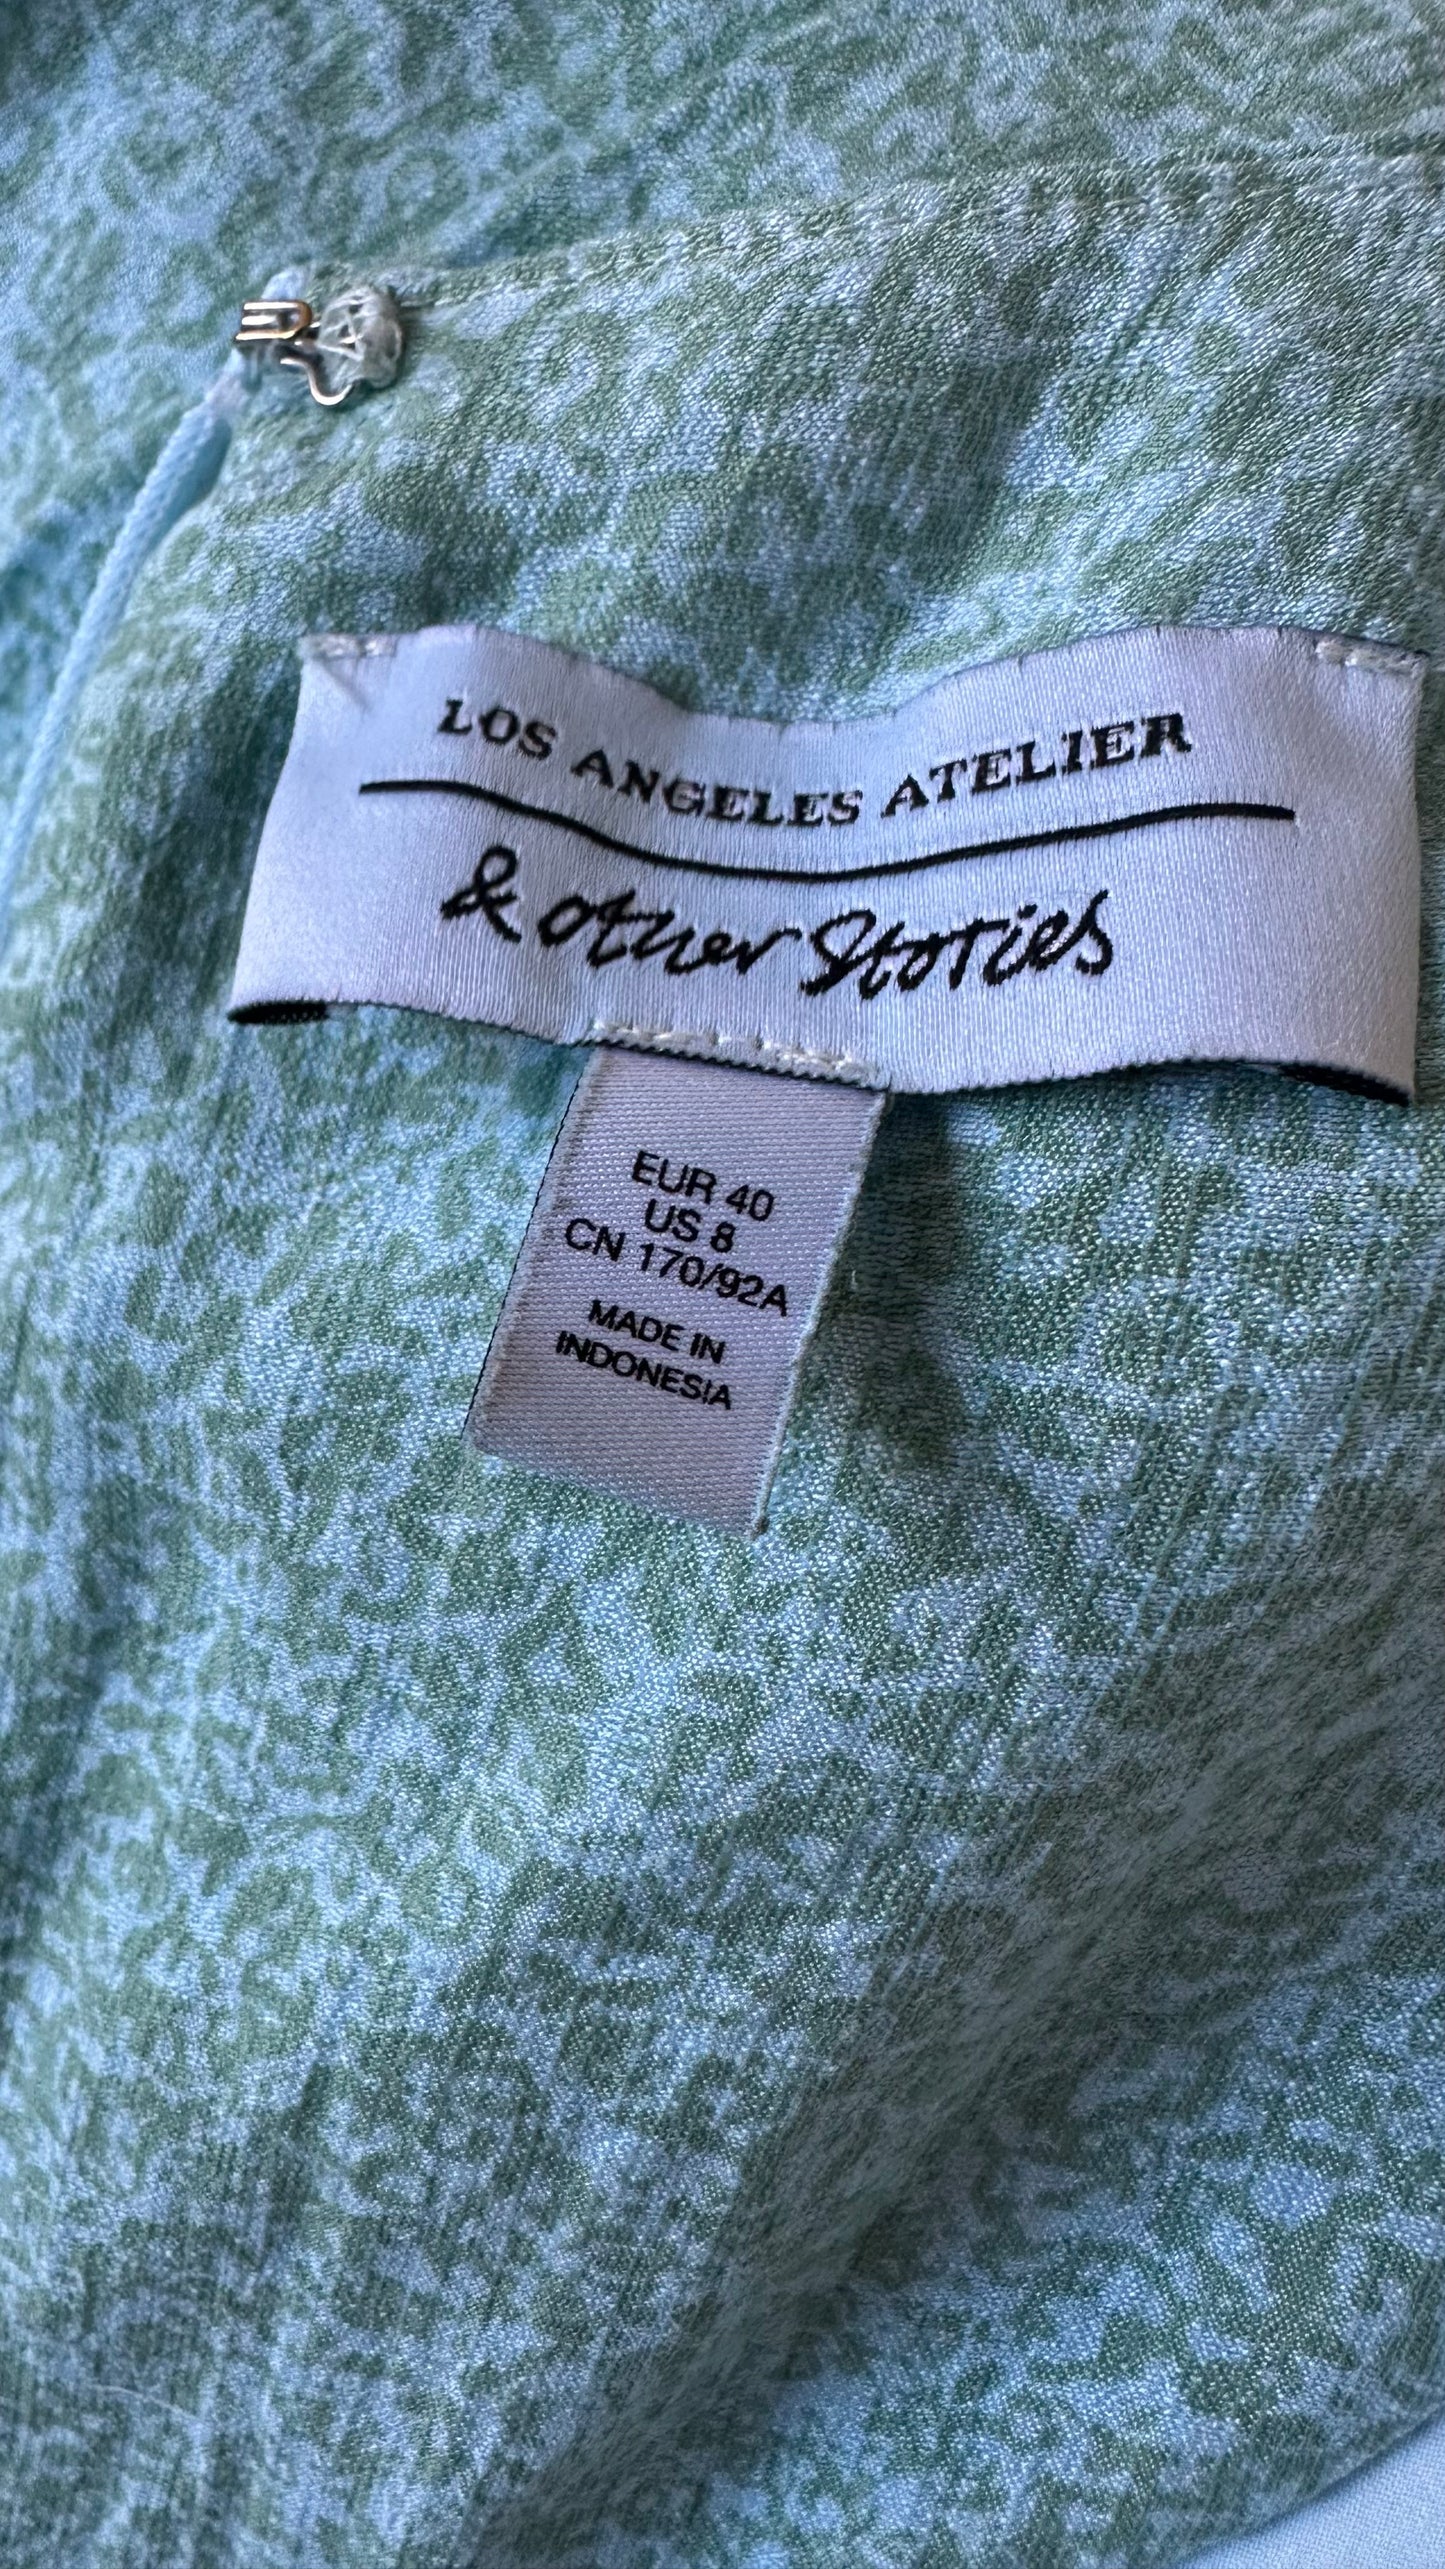 LOS ANGELES ATELIER
& other Stories
EUR 40
US 8
CN 170/92A
MADE IN
INDONESIA